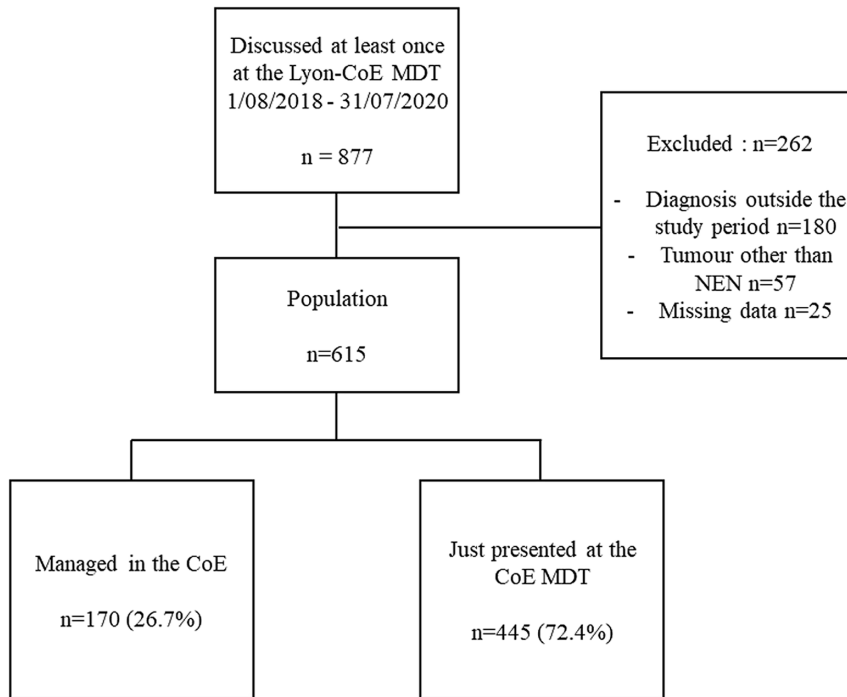 Discussed at least once
at the Lyon-CoE MDT
1/08/2018 - 31/07/2020
n = 877
Excluded : n=262
- Diagnosis outside the
study period n=180
- Tumour other than
NEN n=57
- Missing data n=25
Population
n=615
Managed in the CoE
n=170 (26.7%)
Just presented at the
CoE MDT
n=445 (72.4%)